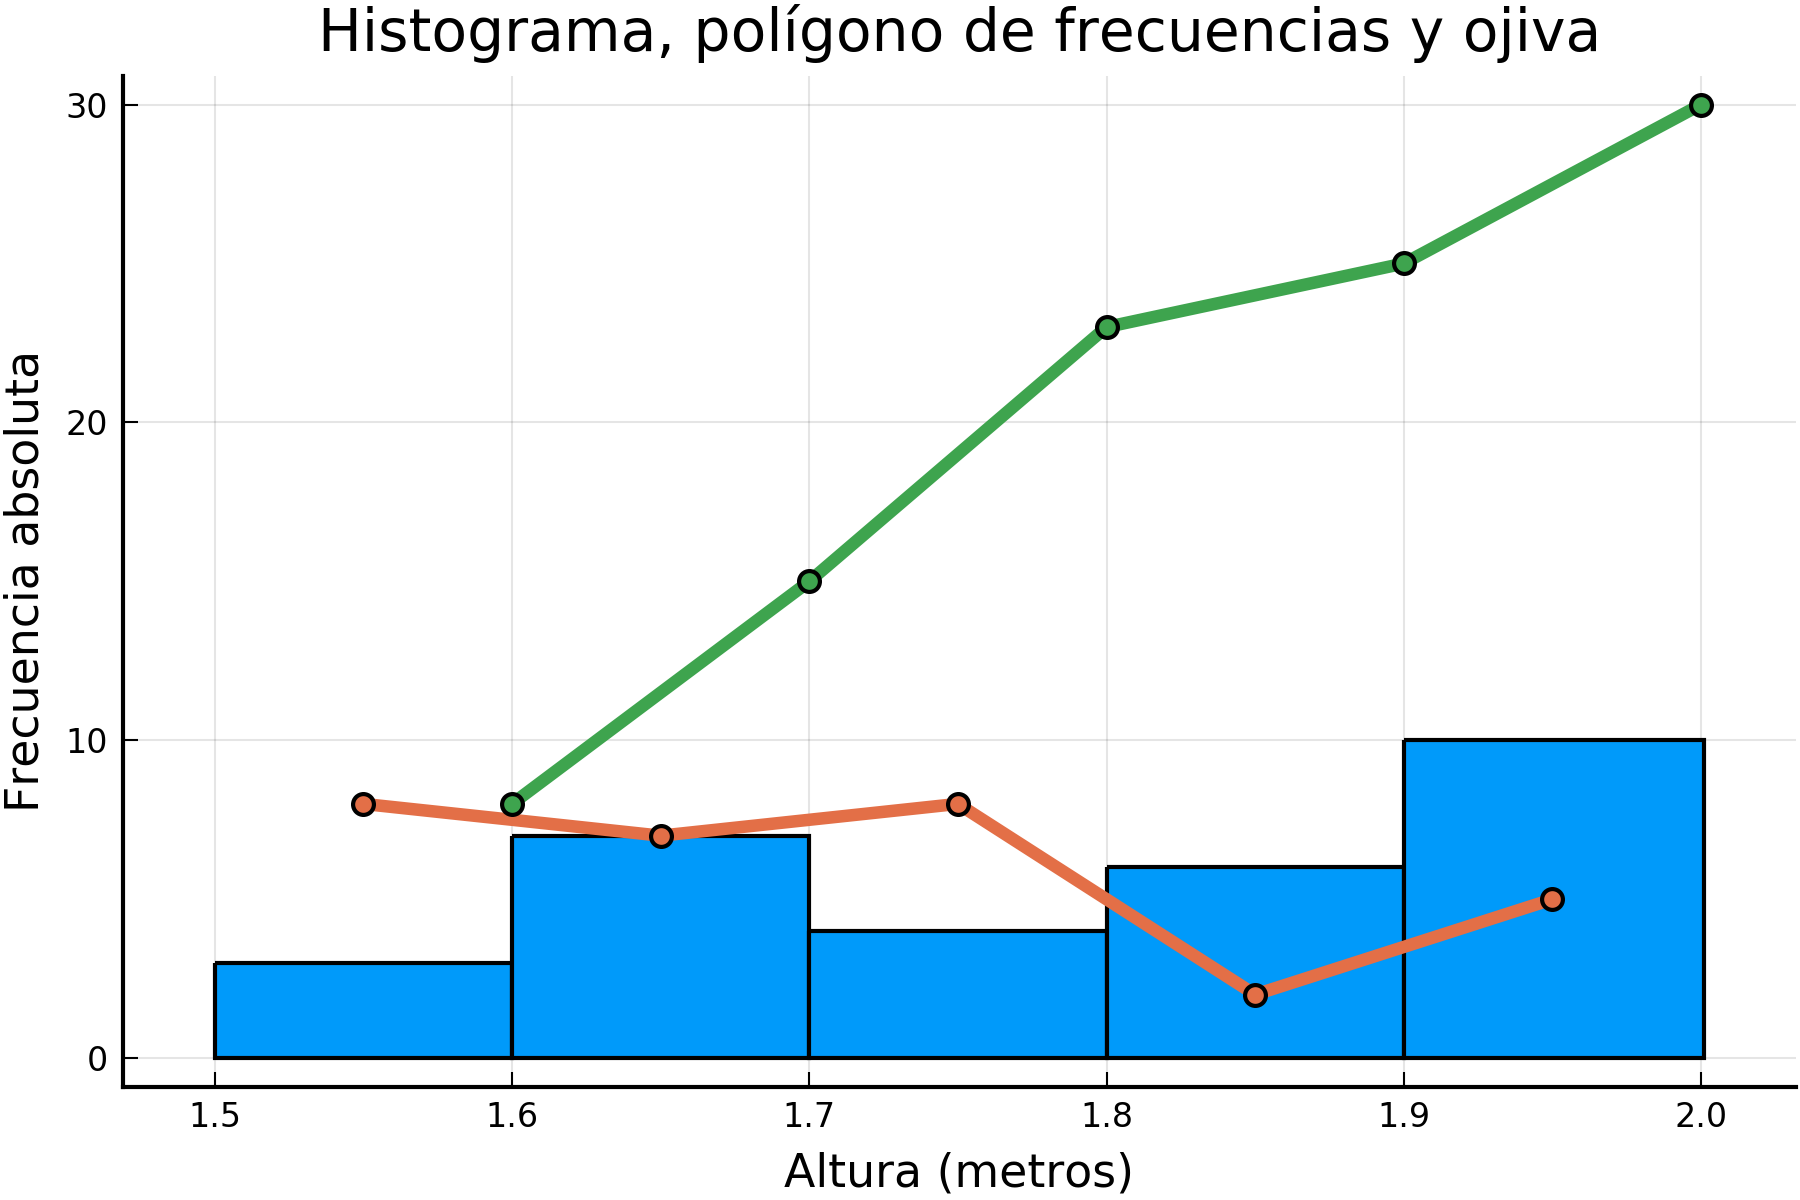 Histograma, polígono de frecuencias y ojiva
Frecuencia absoluta
30
20
10
0
1.5 1.6 1.7 1.8 1.9 2.0
Altura (metros)